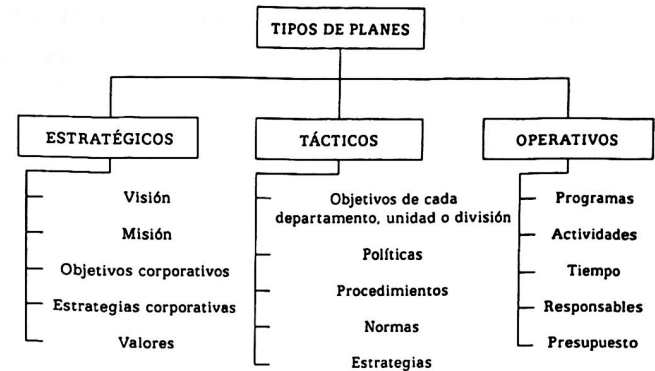 TIPOS DE PLANES
ESTRATÉGICOS
Visión
Misión
Objetivos corporativos
Estrategias corporativas
Valores
TÁCTICOS
Objetivos de cada
departamento, unidad o división
Políticas
Procedimientos
Normas
Estrategias
OPERATIVOS
Programas
Actividades
Tiempo
Responsables
Presupuesto